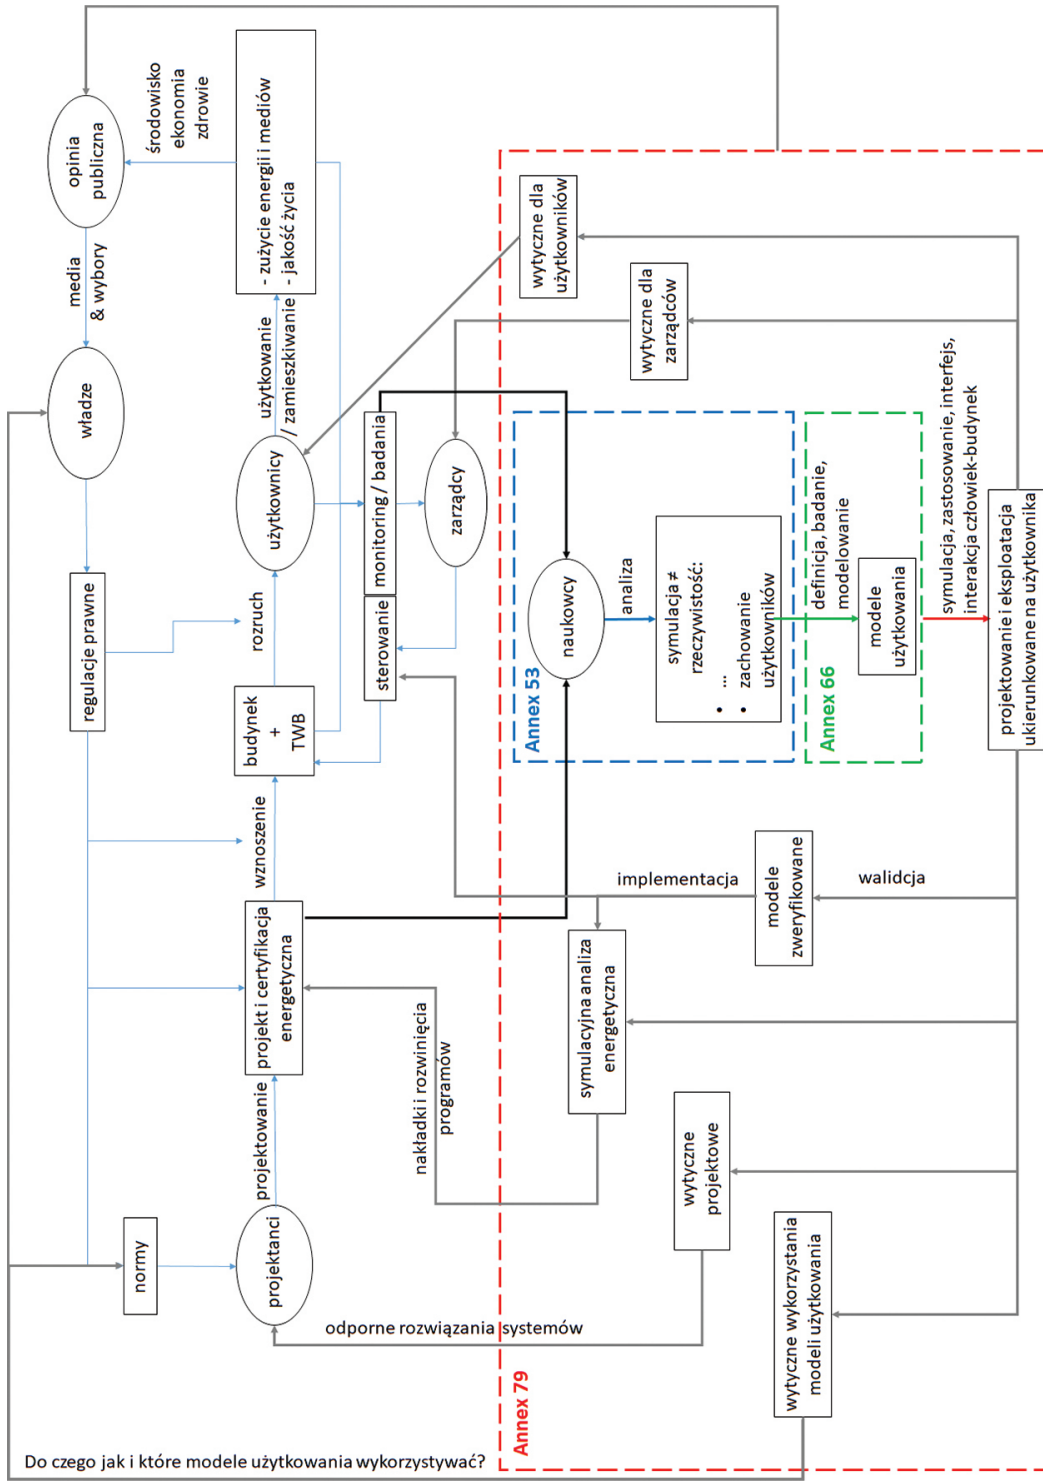 Do czego jak i które modele użytkowania wykorzystywać?
normy
regulacje prawne
władze
media
& wybory
opinia
publiczna
środowisko
ekonomia
zdrowie
projektanci
projektowanie
projekt i certyfikacja
energetyczna
wznoszenie
budynek
+
TWB
rozruch
użytkownicy
użytkowanie
/ zamieszkiwanie
- zużycie energii i mediów
- jakość życia
sterowanie
monitoring / badania
zarządcy
nakładki i rozwinięcia
programów
odporne rozwiązania systemów
Annex 79
Annex 53
naukowcy
analiza
symulacja ≠
rzeczywistość:
• ...
• zachowanie
użytkowników
wytyczne dla
użytkowników
wytyczne dla
zarządców
symulacyjna analiza
energetyczna
implementacja
modele
zweryfikowane
walidcja
wytyczne
projektowe
wytyczne wykorzystania
modeli użytkowania
Annex 66
definicja, badanie,
modelowanie
modele
użytkowania
symulacja, zastosowanie, interfejs,
interakcja człowiek-budynek
projektowanie i eksploatacja
ukierunkowane na użytkownika